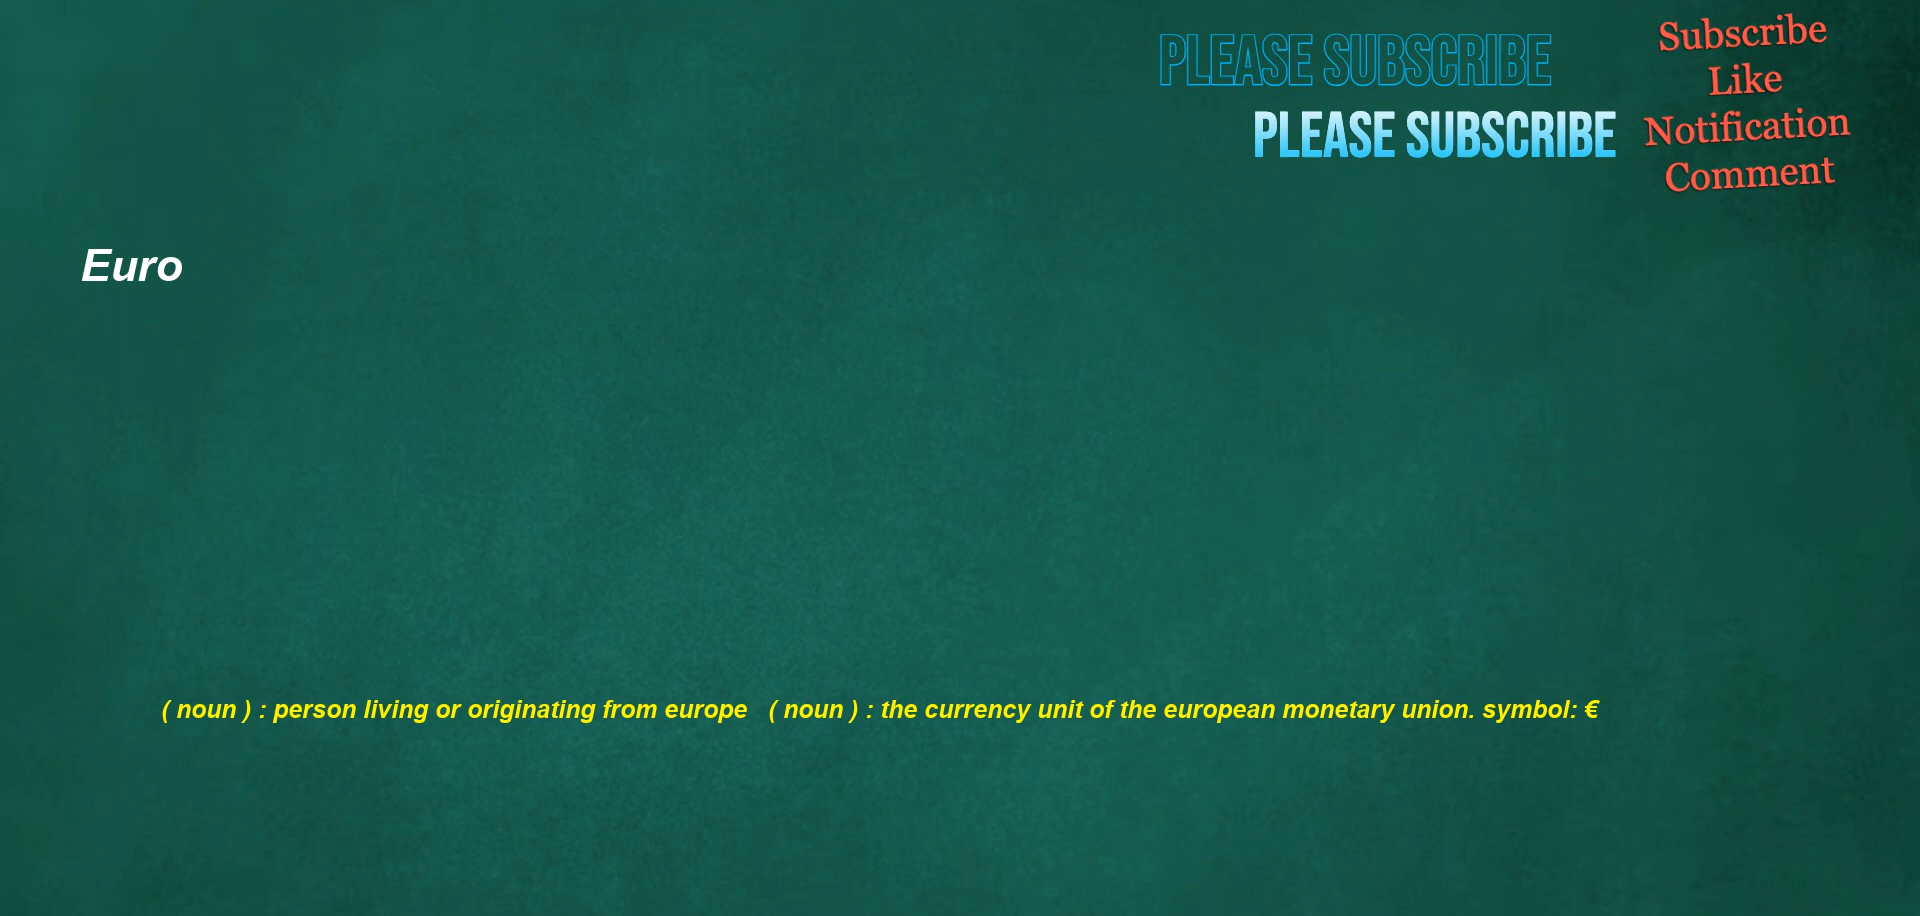 PLEASE SUBSCRIBE
PLEASE SUBSCRIBE
Subscribe
Like
Notification
Comment
Euro
( noun ) : person living or originating from europe   ( noun ) : the currency unit of the european monetary union. symbol: €